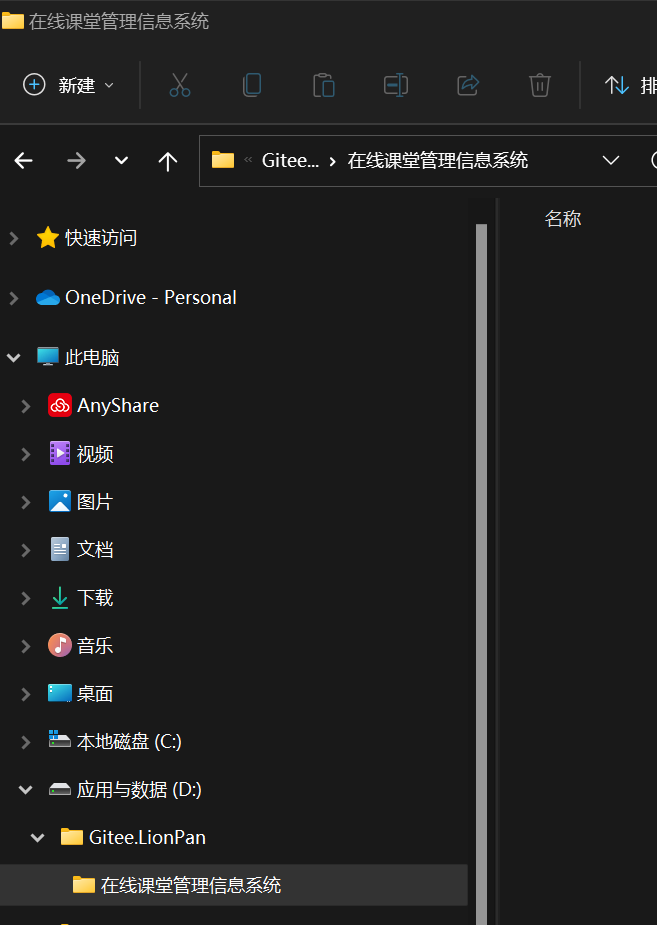 在线课堂管理信息系统
新建
排
« Gitee... › 在线课堂管理信息系统
名称
快速访问
OneDrive - Personal
此电脑
AnyShare
视频
图片
文档
下载
音乐
桌面
本地磁盘 (C:)
应用与数据 (D:)
Gitee.LionPan
在线课堂管理信息系统